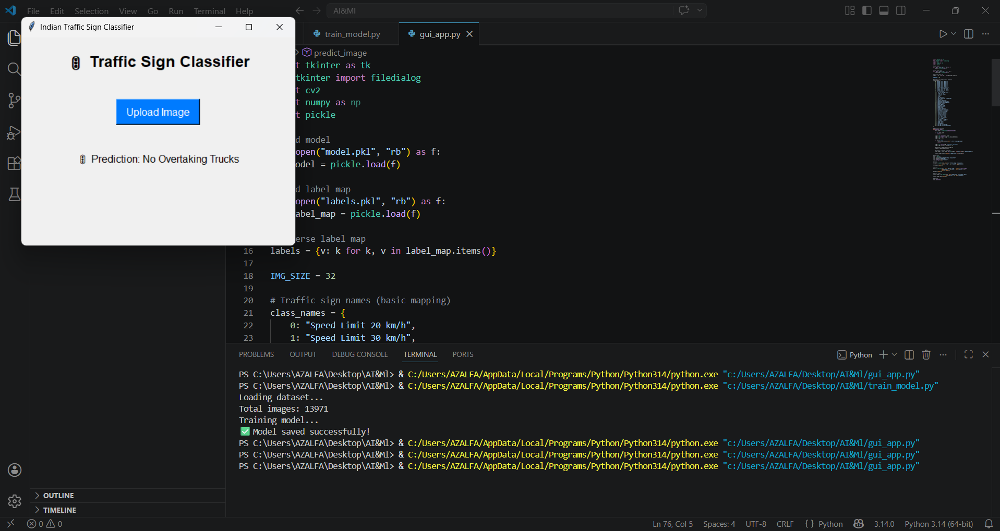 File Edit Selection View Go Run Terminal Help
AI&Ml
Indian Traffic Sign Classifier
Traffic Sign Classifier
Upload Image
Prediction: No Overtaking Trucks
train_model.py
gui_app.py
predict_image
t tkinter as tk
tkinter import filedialog
t cv2
t numpy as np
t pickle
d model
open("model.pkl", "rb") as f:
odel = pickle.load(f)
d label map
open("labels.pkl", "rb") as f:
abel_map = pickle.load(f)
erse label map
16 labels = {v: k for k, v in label_map.items()}
17
18 IMG_SIZE = 32
19
20 # Traffic sign names (basic mapping)
21 class_names = {
22 0: "Speed Limit 20 km/h",
23 1: "Speed Limit 30 km/h",
PROBLEMS OUTPUT DEBUG CONSOLE TERMINAL PORTS
Python
PS C:\Users\AZALFA\Desktop\AI&Ml> & C:/Users/AZALFA/AppData/Local/Programs/Python/Python314/python.exe "c:/Users/AZALFA/Desktop/AI&Ml/gui_app.py"
PS C:\Users\AZALFA\Desktop\AI&Ml> & C:/Users/AZALFA/AppData/Local/Programs/Python/Python314/python.exe "c:/Users/AZALFA/Desktop/AI&Ml/train_model.py"
Loading dataset...
Total images: 13971
Training model...
✅ Model saved successfully!
PS C:\Users\AZALFA\Desktop\AI&Ml> & C:/Users/AZALFA/AppData/Local/Programs/Python/Python314/python.exe "c:/Users/AZALFA/Desktop/AI&Ml/gui_app.py"
PS C:\Users\AZALFA\Desktop\AI&Ml> & C:/Users/AZALFA/AppData/Local/Programs/Python/Python314/python.exe "c:/Users/AZALFA/Desktop/AI&Ml/gui_app.py"
PS C:\Users\AZALFA\Desktop\AI&Ml> & C:/Users/AZALFA/AppData/Local/Programs/Python/Python314/python.exe "c:/Users/AZALFA/Desktop/AI&Ml/gui_app.py"
OUTLINE
TIMELINE
0 0
Ln 76, Col 5 Spaces: 4 UTF-8 CRLF {} Python 3.14.0 Python 3.14 (64-bit)